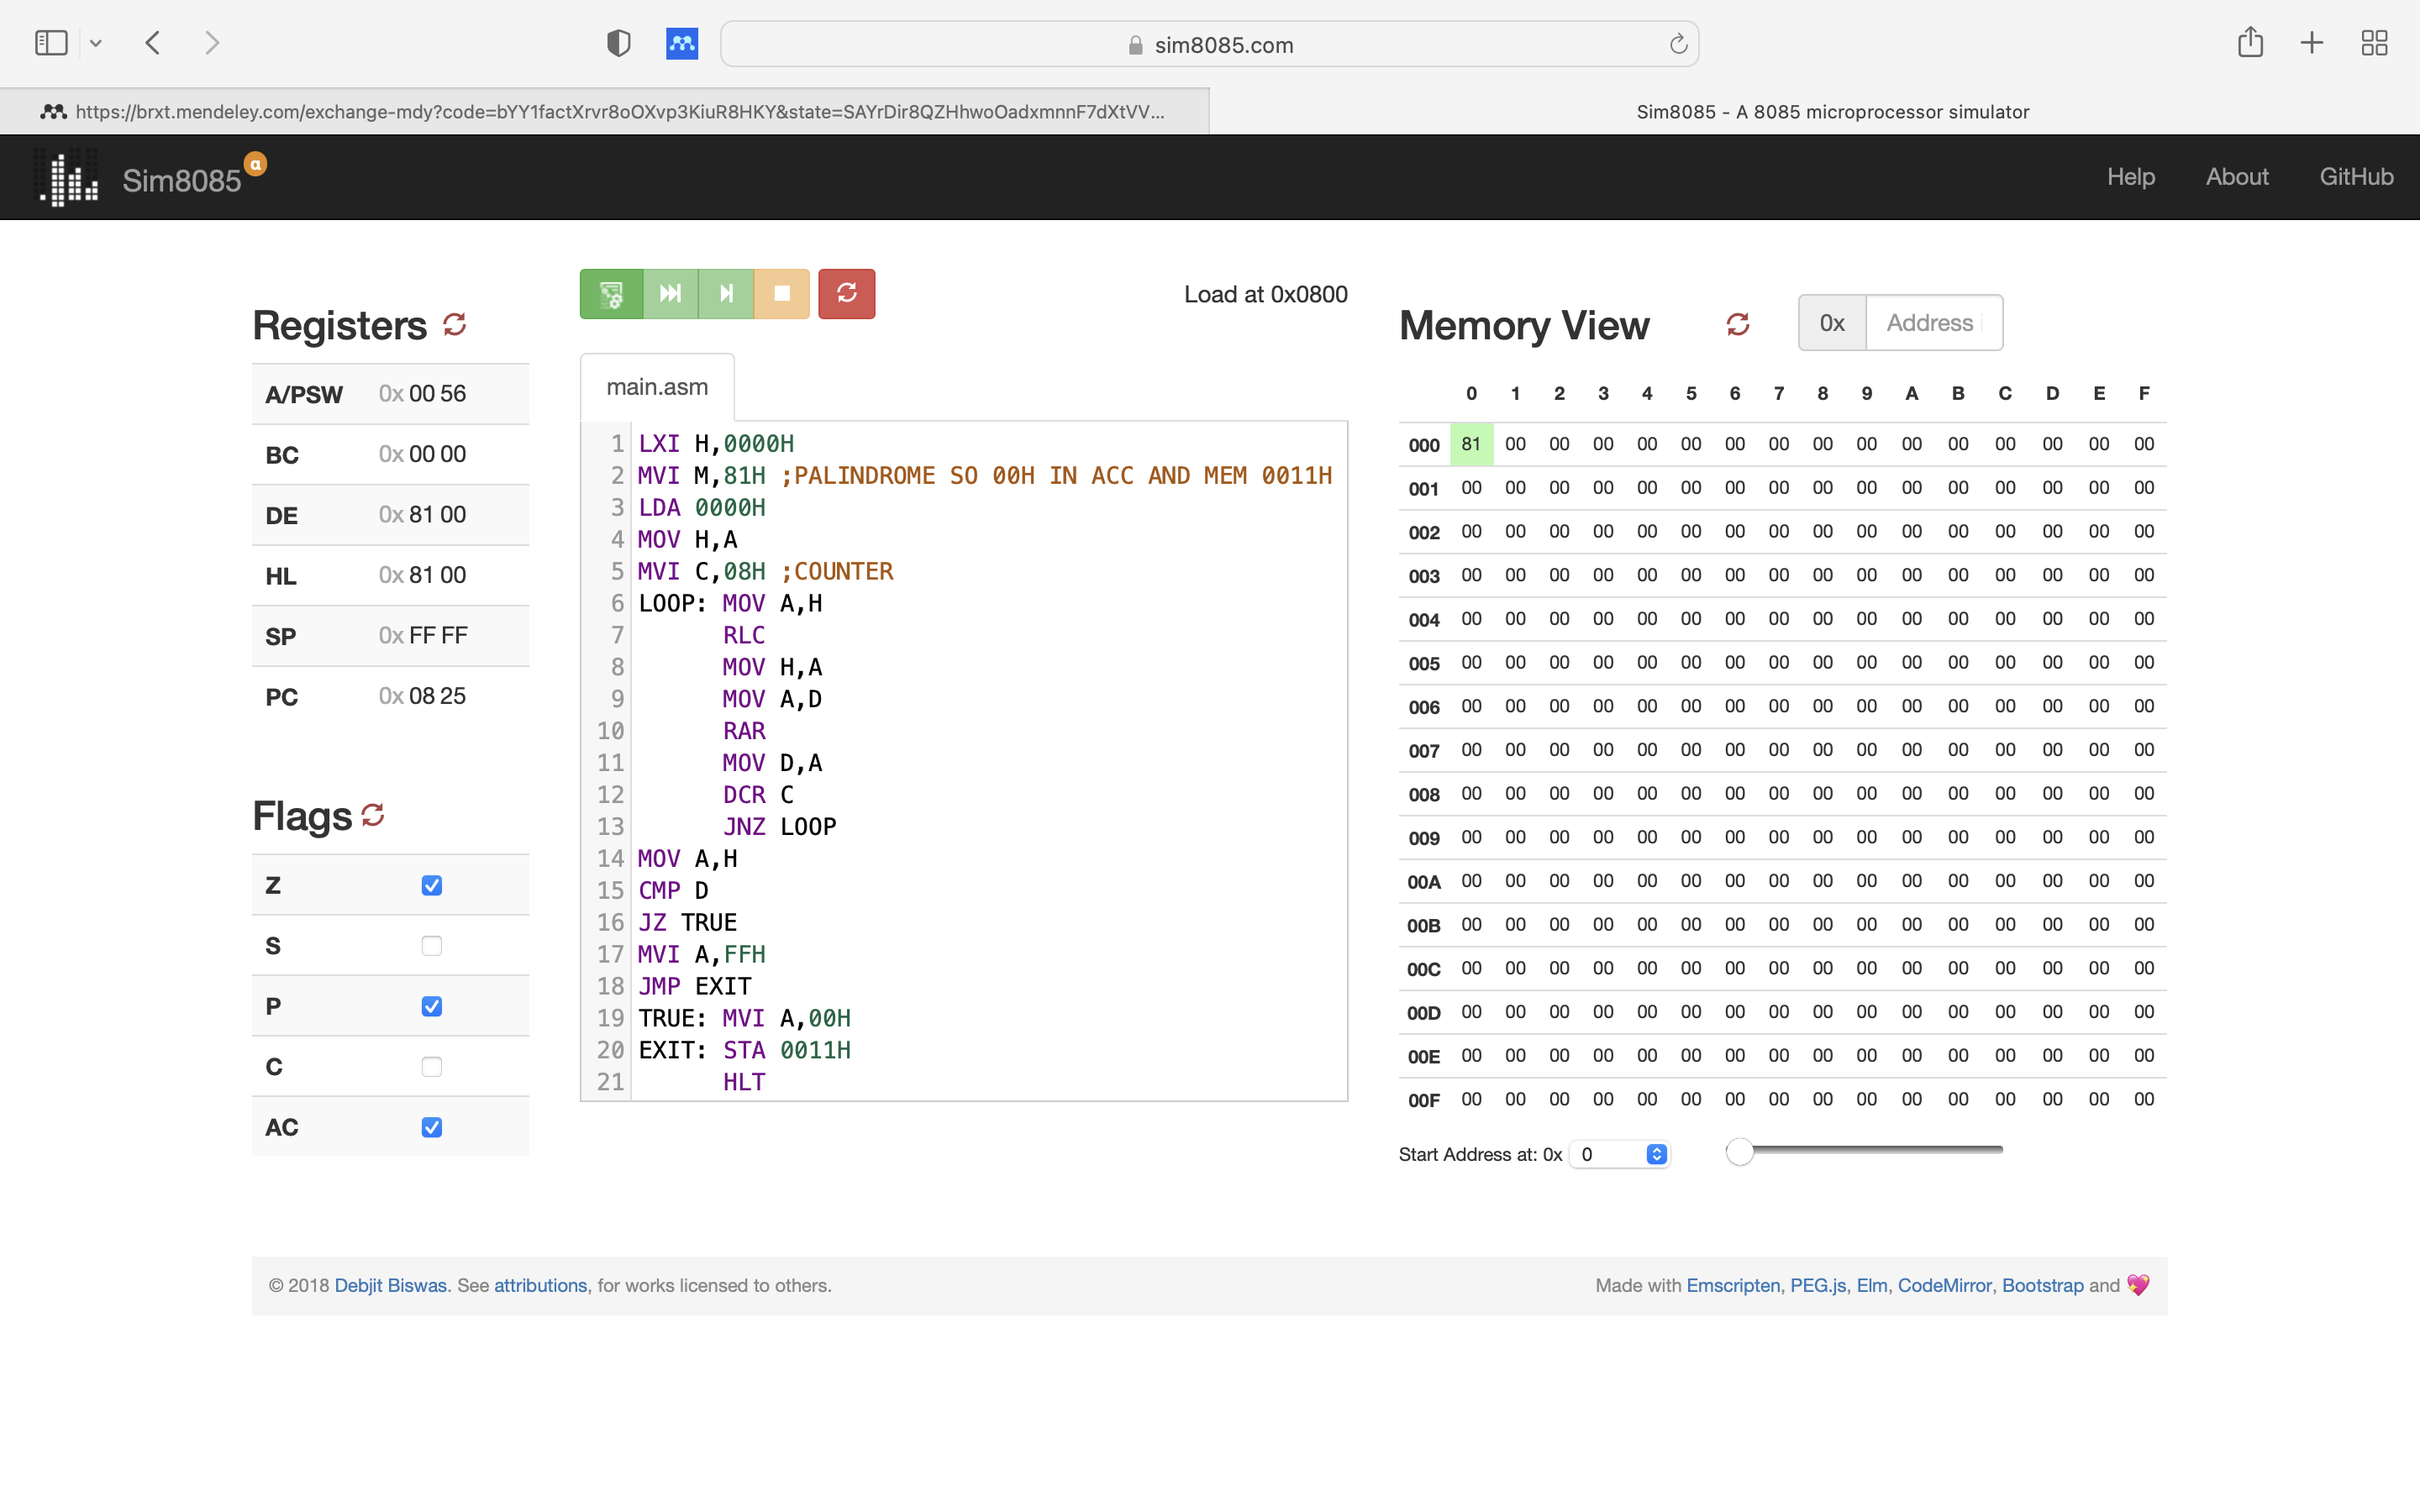 sim8085.com
https://brxt.mendeley.com/exchange-mdy?code=bYY1factXrvr8oOXvp3KiuR8HKY&state=SAYrDir8QZHhwoOadxmnnF7dXtVV...
Sim8085 - A 8085 microprocessor simulator
Sim8085 α
Help About GitHub
Registers
A/PSW 0x 00 56
BC 0x 00 00
DE 0x 81 00
HL 0x 81 00
SP 0x FF FF
PC 0x 08 25
Flags
Z
S
P
C
AC
Load at 0x0800
main.asm
1 LXI H,0000H
2 MVI M,81H ;PALINDROME SO 00H IN ACC AND MEM 0011H
3 LDA 0000H
4 MOV H,A
5 MVI C,08H ;COUNTER
6 LOOP: MOV A,H
7 RLC
8 MOV H,A
9 MOV A,D
10 RAR
11 MOV D,A
12 DCR C
13 JNZ LOOP
14 MOV A,H
15 CMP D
16 JZ TRUE
17 MVI A,FFH
18 JMP EXIT
19 TRUE: MVI A,00H
20 EXIT: STA 0011H
21 HLT
Memory View 0x Address
0 1 2 3 4 5 6 7 8 9 A B C D E F
000 81 00 00 00 00 00 00 00 00 00 00 00 00 00 00 00
001 00 00 00 00 00 00 00 00 00 00 00 00 00 00 00 00
002 00 00 00 00 00 00 00 00 00 00 00 00 00 00 00 00
003 00 00 00 00 00 00 00 00 00 00 00 00 00 00 00 00
004 00 00 00 00 00 00 00 00 00 00 00 00 00 00 00 00
005 00 00 00 00 00 00 00 00 00 00 00 00 00 00 00 00
006 00 00 00 00 00 00 00 00 00 00 00 00 00 00 00 00
007 00 00 00 00 00 00 00 00 00 00 00 00 00 00 00 00
008 00 00 00 00 00 00 00 00 00 00 00 00 00 00 00 00
009 00 00 00 00 00 00 00 00 00 00 00 00 00 00 00 00
00A 00 00 00 00 00 00 00 00 00 00 00 00 00 00 00 00
00B 00 00 00 00 00 00 00 00 00 00 00 00 00 00 00 00
00C 00 00 00 00 00 00 00 00 00 00 00 00 00 00 00 00
00D 00 00 00 00 00 00 00 00 00 00 00 00 00 00 00 00
00E 00 00 00 00 00 00 00 00 00 00 00 00 00 00 00 00
00F 00 00 00 00 00 00 00 00 00 00 00 00 00 00 00 00
Start Address at: 0x 0
© 2018 Debjit Biswas. See attributions, for works licensed to others.
Made with Emscripten, PEG.js, Elm, CodeMirror, Bootstrap and 💖